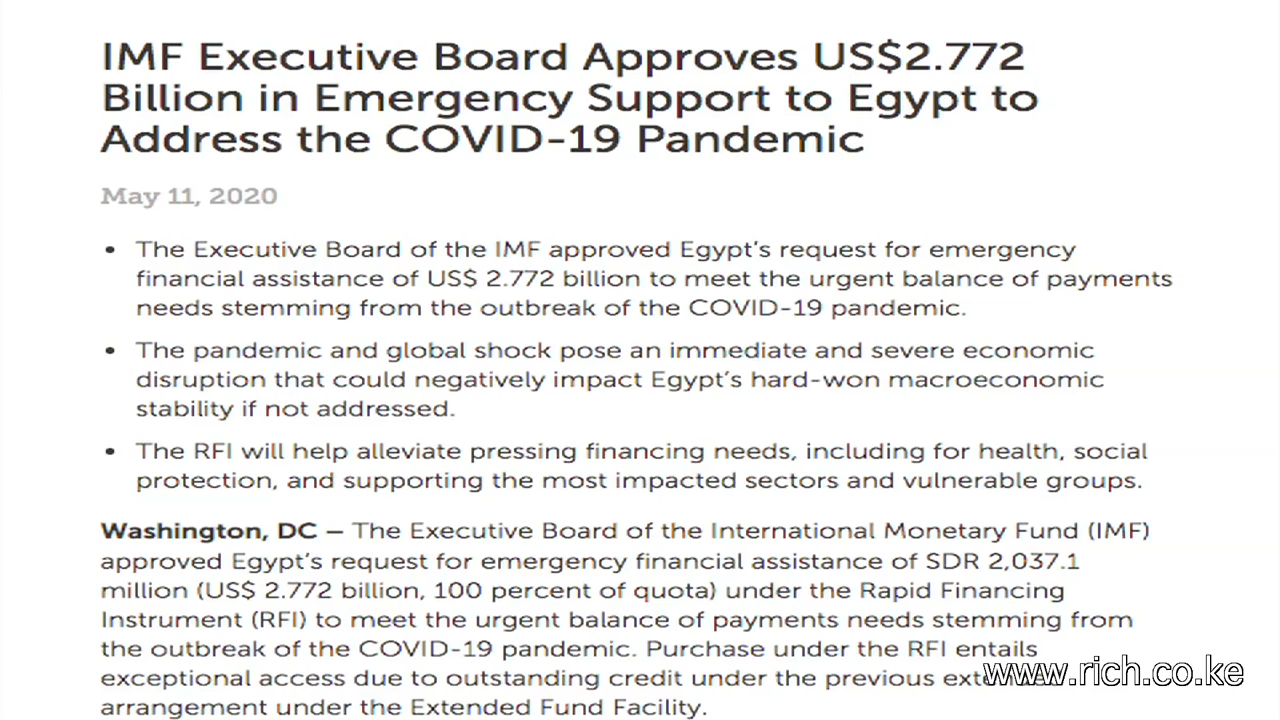 IMF Executive Board Approves US$2.772
Billion in Emergency Support to Egypt to
Address the COVID-19 Pandemic
May 11, 2020
• The Executive Board of the IMF approved Egypt's request for emergency
financial assistance of US$ 2.772 billion to meet the urgent balance of payments
needs stemming from the outbreak of the COVID-19 pandemic.
• The pandemic and global shock pose an immediate and severe economic
disruption that could negatively impact Egypt's hard-won macroeconomic
stability if not addressed.
• The RFI will help alleviate pressing financing needs, including for health, social
protection, and supporting the most impacted sectors and vulnerable groups.
Washington, DC – The Executive Board of the International Monetary Fund (IMF)
approved Egypt's request for emergency financial assistance of SDR 2,037.1
million (US$ 2.772 billion, 100 percent of quota) under the Rapid Financing
Instrument (RFI) to meet the urgent balance of payments needs stemming from
the outbreak of the COVID-19 pandemic. Purchase under the RFI entails
exceptional access due to outstanding credit under the previous
www.rich.co.ke
arrangement under the Extended Fund Facility.